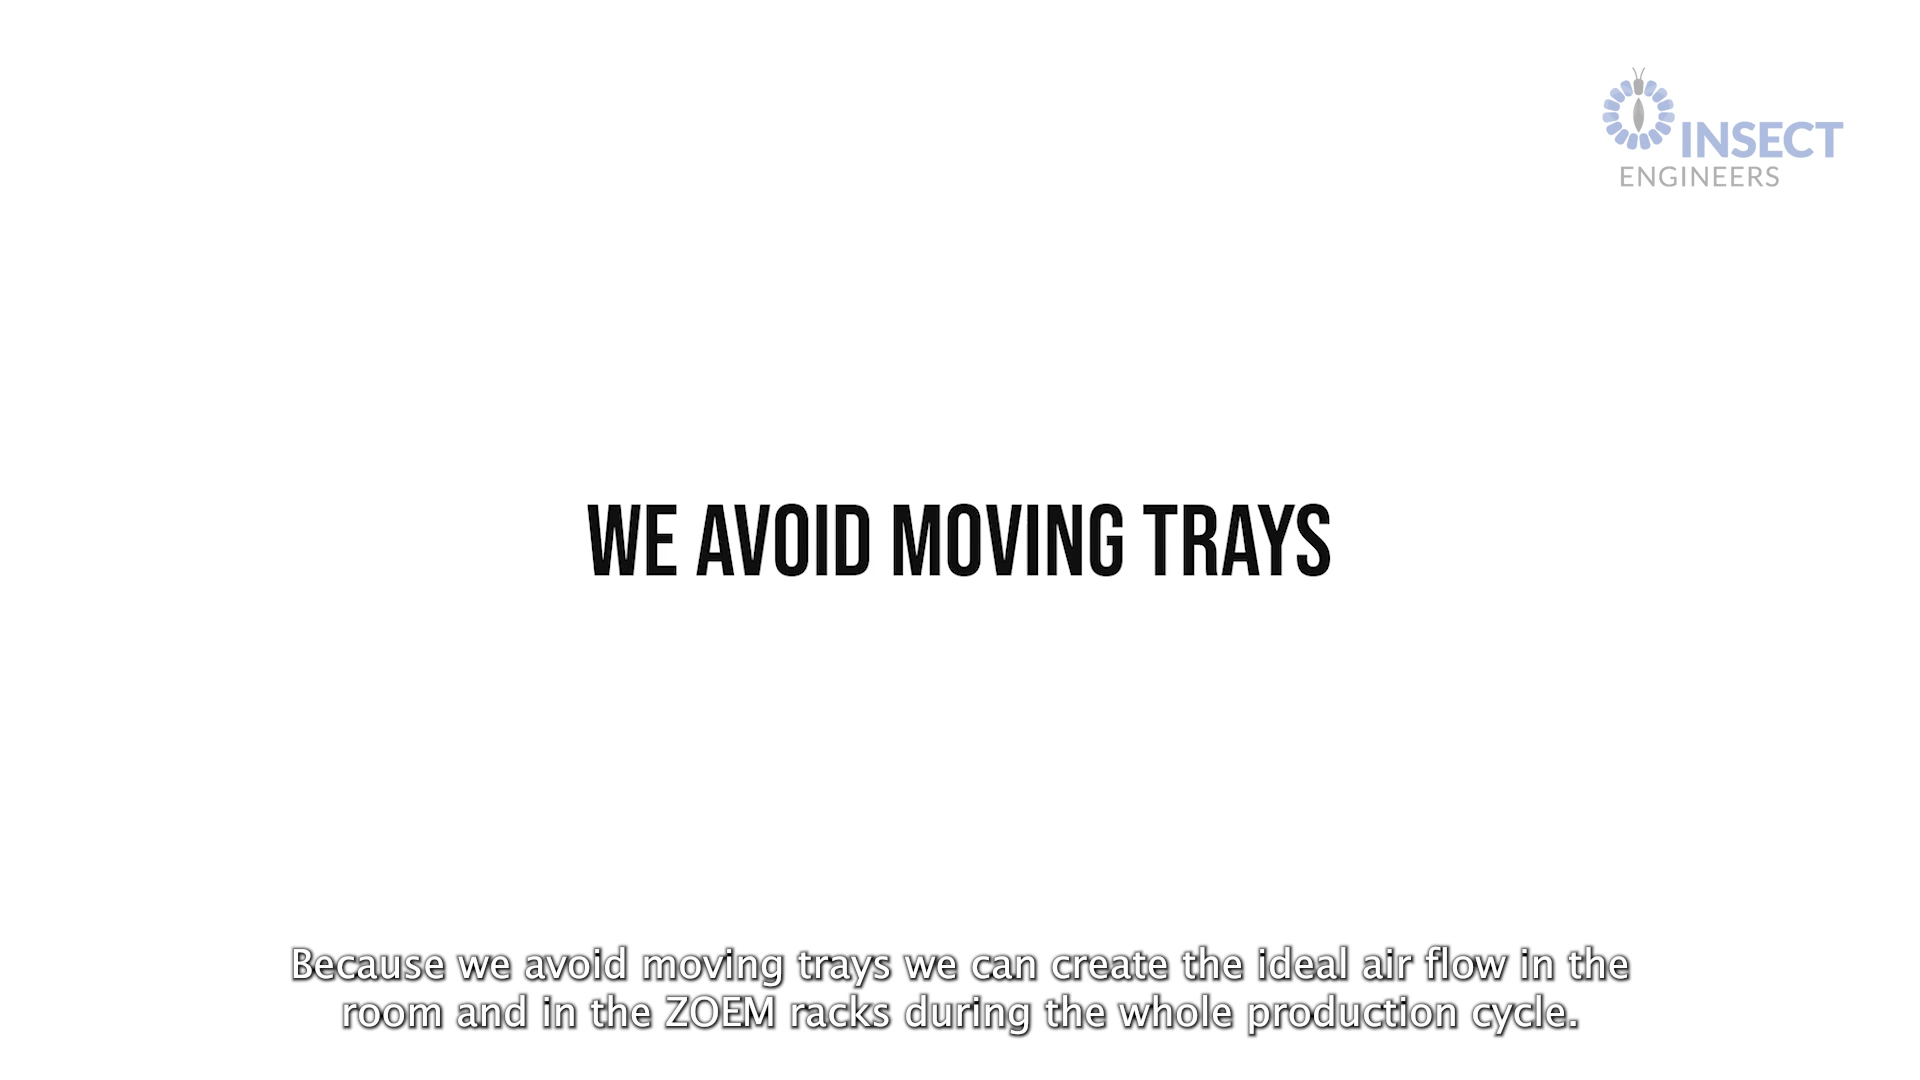 INSECT
ENGINEERS
WE AVOID MOVING TRAYS
Because we avoid moving trays we can create the ideal air flow in the
room and in the ZOEM racks during the whole production cycle.